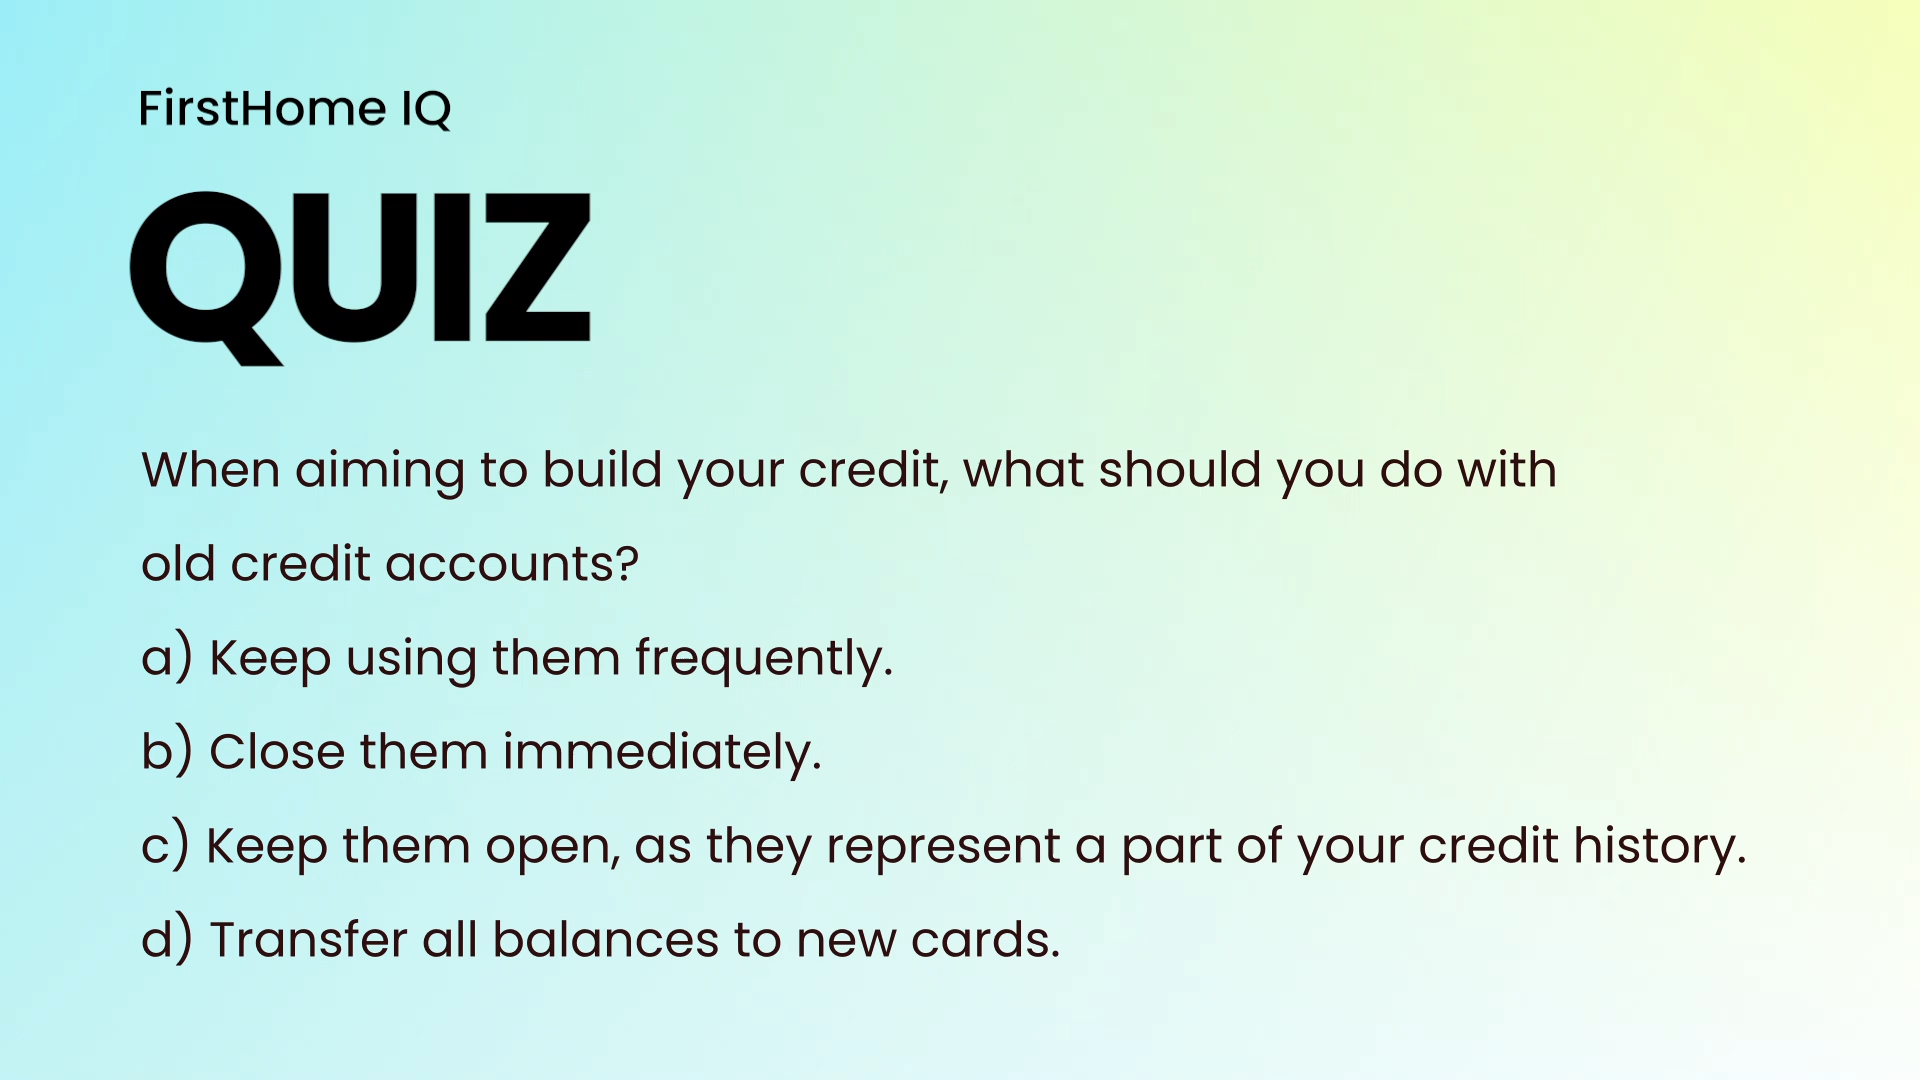 FirstHome IQ
QUIZ
When aiming to build your credit, what should you do with
old credit accounts?
a) Keep using them frequently.
b) Close them immediately.
c) Keep them open, as they represent a part of your credit history.
d) Transfer all balances to new cards.